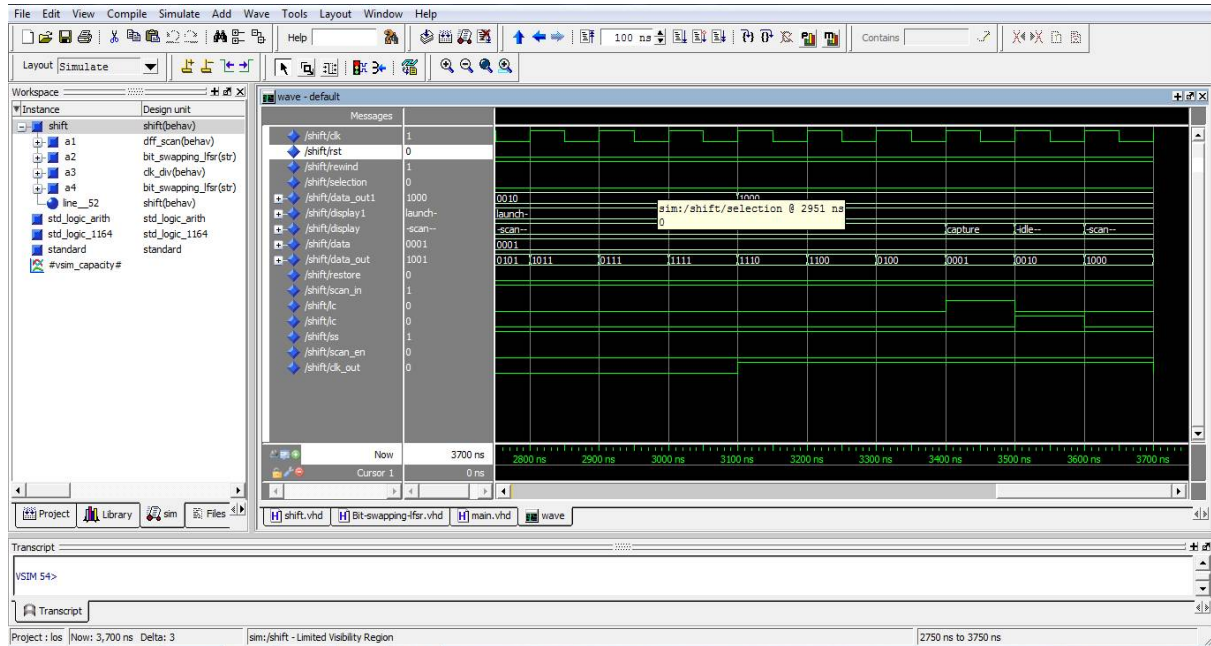 File Edit View Compile Simulate Add Wave Tools Layout Window Help
Help 100 ns Contains
Layout Simulate
Workspace
Instance Design unit
shift shift(behav)
a1 dff_scan(behav)
a2 bit_swapping_lfsr(str)
a3 clk_div(behav)
a4 bit_swapping_lfsr(str)
line__52 shift(behav)
std_logic_arith std_logic_arith
std_logic_1164 std_logic_1164
standard standard
#vsim_capacity#
Project Library sim Files
wave - default
Messages
/shift/clk 1
/shift/rst 0
/shift/rewind 1
/shift/selection 0
/shift/data_out1 1000 0010 1000
/shift/display1 launch- launch-
/shift/display -scan-- -scan-- capture -idle-- -scan--
/shift/data 0001 0001
/shift/data_out 1001 0101 1011 0111 1111 1110 1100 0100 0001 0010 1000
/shift/restore 0
/shift/scan_in 1
/shift/lc 0
/shift/ic 0
/shift/ss 1
/shift/scan_en 0
/shift/clk_out 0
sim:/shift/selection @ 2951 ns
0
Now 3700 ns 2800 ns 2900 ns 3000 ns 3100 ns 3200 ns 3300 ns 3400 ns 3500 ns 3600 ns 3700 ns
Cursor 1 0 ns
shift.vhd Bit-swapping-lfsr.vhd main.vhd wave
Transcript
VSIM 54>
Transcript
Project : los Now: 3,700 ns Delta: 3 sim:/shift - Limited Visibility Region 2750 ns to 3750 ns